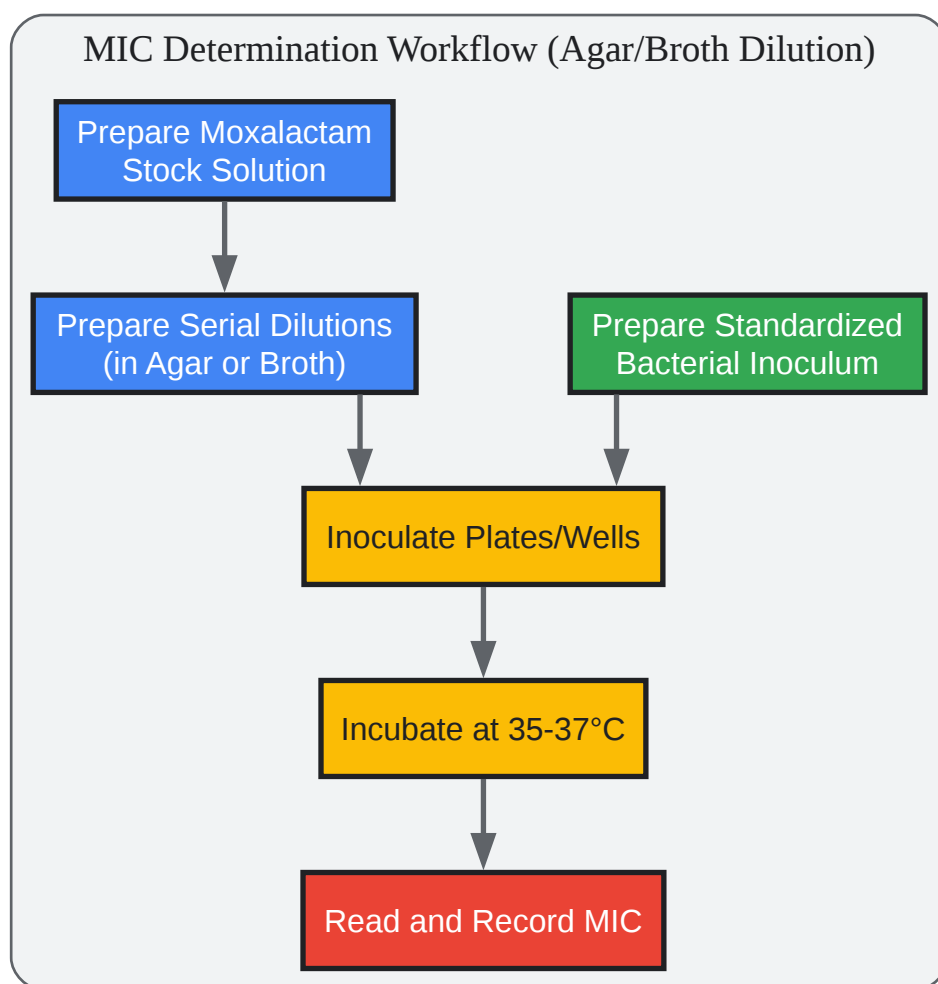 MIC Determination Workflow (Agar/Broth Dilution)
Prepare Moxalactam
Stock Solution
Prepare Serial Dilutions
(in Agar or Broth)
Prepare Standardized
Bacterial Inoculum
Inoculate Plates/Wells
Incubate at 35-37°C
Read and Record MIC